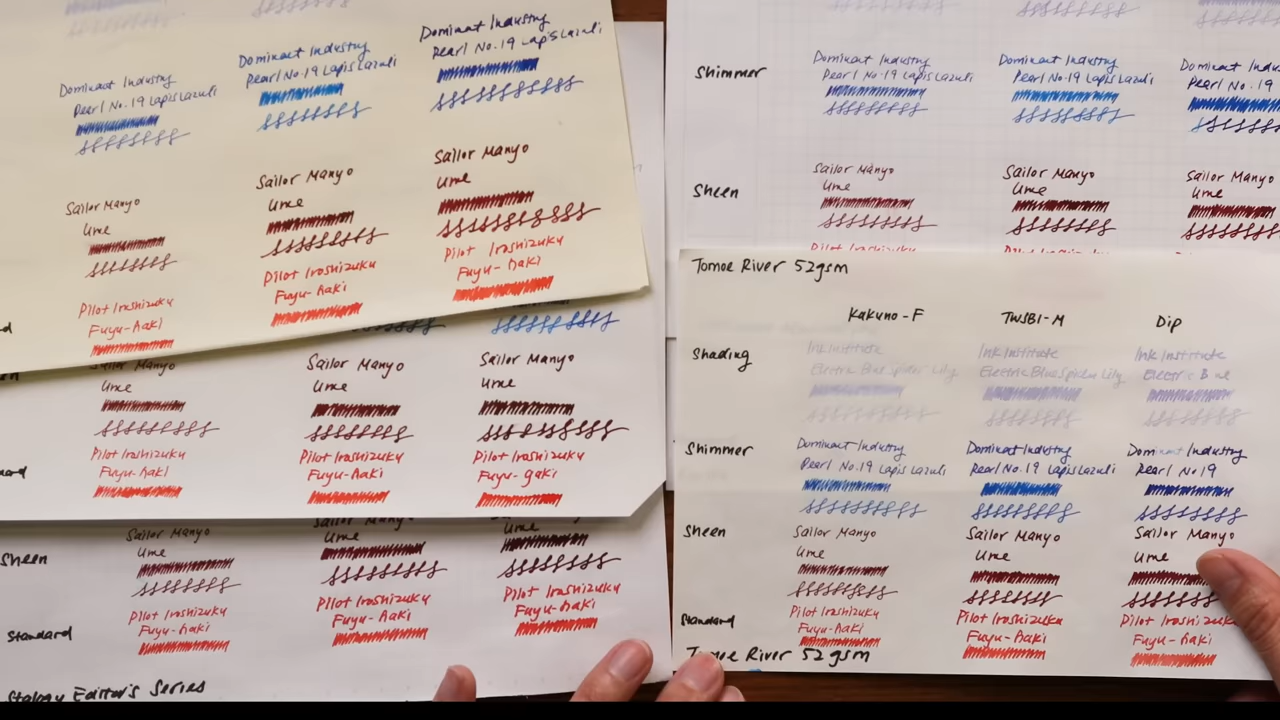 Dominant Industry
Pearl No.19 Lapis Lazuli
Dominant Industry
Pearl No.19 Lapis Lazuli
Dominant Industry
Pearl No.19 Lapis Lazuli
Sailor Manyo
Ume
Sailor Manyo
Ume
Sailor Manyo
Ume
Pilot Iroshizuku
Fuyu-Gaki
Pilot Iroshizuku
Fuyu-Gaki
Pilot Iroshizuku
Fuyu-Gaki
Sailor Manyo
Ume
Sailor Manyo
Ume
Sailor Manyo
Ume
Pilot Iroshizuku
Fuyu-Gaki
Pilot Iroshizuku
Fuyu-Gaki
Pilot Iroshizuku
Fuyu-gaki
Sheen
Sailor Manyo
Ume
Sailor Manyo
Ume
Sailor Manyo
Ume
Standard
Pilot Iroshizuku
Fuyu-Gaki
Pilot Iroshizuku
Fuyu-Gaki
Pilot Iroshizuku
Fuyu-Gaki
Editor's Series
Shimmer
Dominant Industry
Pearl No.19 Lapis Lazuli
Dominant Industry
Pearl No.19 Lapis Lazuli
Dominant
Pearl No.19
Sheen
Sailor Manyo
Ume
Sailor Manyo
Ume
Sailor Manyo
Ume
Tomoe River 52gsm
Kakuno-F TWSBI-M Dip
Shading
Ink Institute
Electric Blue Spider Lily
Ink Institute
Electric Blue Spider Lily
Ink Institute
Electric Blue
Shimmer
Dominant Industry
Pearl No.19 Lapis Lazuli
Dominant Industry
Pearl No.19 Lapis Lazuli
Dominant Industry
Pearl No.19
Sheen
Sailor Manyo
Ume
Sailor Manyo
Ume
Sailor Manyo
Ume
Standard
Pilot Iroshizuku
Fuyu-Gaki
Pilot Iroshizuku
Fuyu-Gaki
Pilot Iroshizuku
Fuyu-Gaki
Tomoe River 52gsm